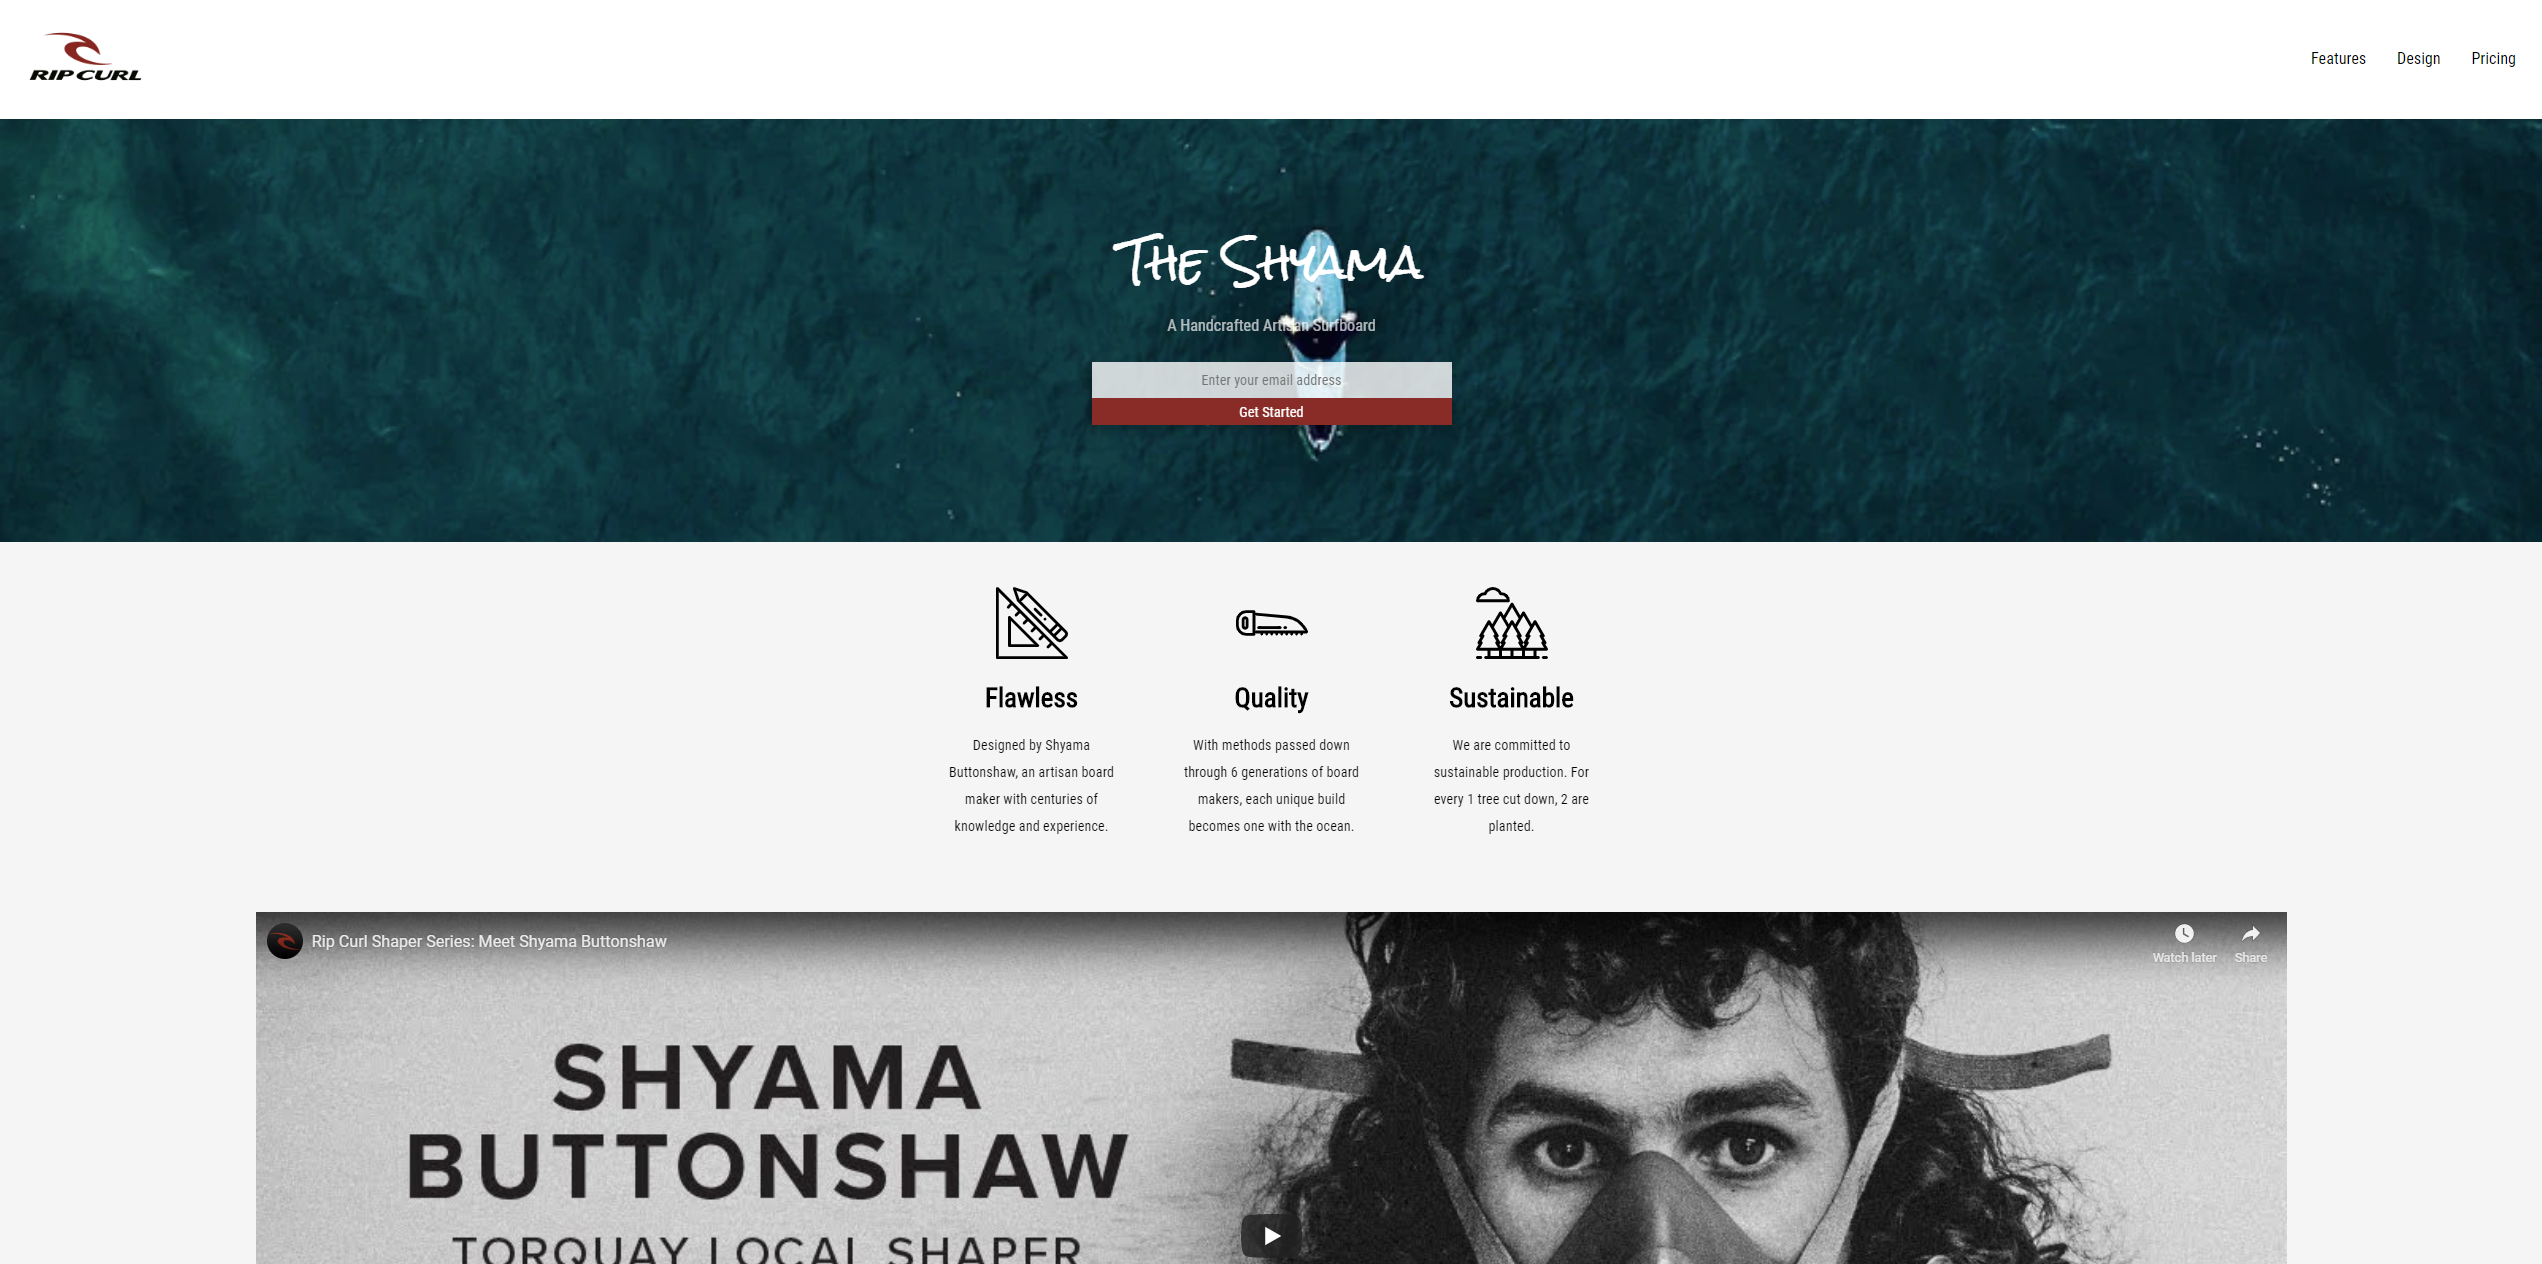 RIP CURL
Features Design Pricing
The Shyama
A Handcrafted Artisan Surfboard
Enter your email address
Get Started
Flawless
Designed by Shyama
Buttonshaw, an artisan board
maker with centuries of
knowledge and experience.
Quality
With methods passed down
through 6 generations of board
makers, each unique build
becomes one with the ocean.
Sustainable
We are committed to
sustainable production. For
every 1 tree cut down, 2 are
planted.
Rip Curl Shaper Series: Meet Shyama Buttonshaw
Watch later
Share
SHYAMA
BUTTONSHAW
TORQUAY LOCAL SHAPER